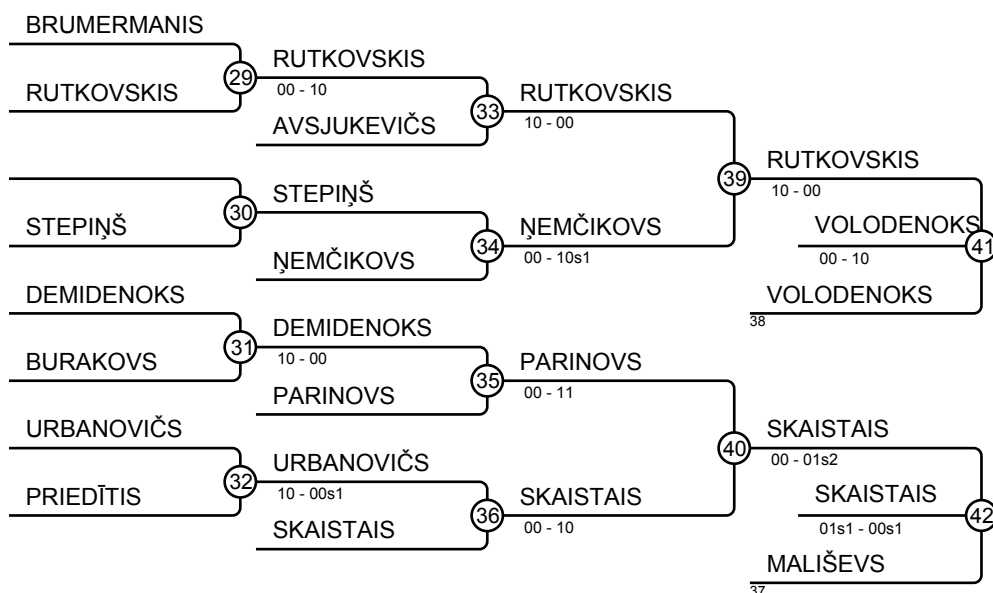 BRUMERMANIS
RUTKOVSKIS
29
RUTKOVSKIS
00 - 10
AVSJUKEVIČS
33
RUTKOVSKIS
10 - 00
STEPIŅŠ
30
STEPIŅŠ
ŅEMČIKOVS
34
ŅEMČIKOVS
00 - 10s1
39
RUTKOVSKIS
10 - 00
VOLODENOKS
00 - 10
41
VOLODENOKS
38
DEMIDENOKS
BURAKOVS
31
DEMIDENOKS
10 - 00
PARINOVS
35
PARINOVS
00 - 11
URBANOVIČS
PRIEDĪTIS
32
URBANOVIČS
10 - 00s1
SKAISTAIS
36
SKAISTAIS
00 - 10
40
SKAISTAIS
00 - 01s2
SKAISTAIS
01s1 - 00s1
42
MALIŠEVS
37